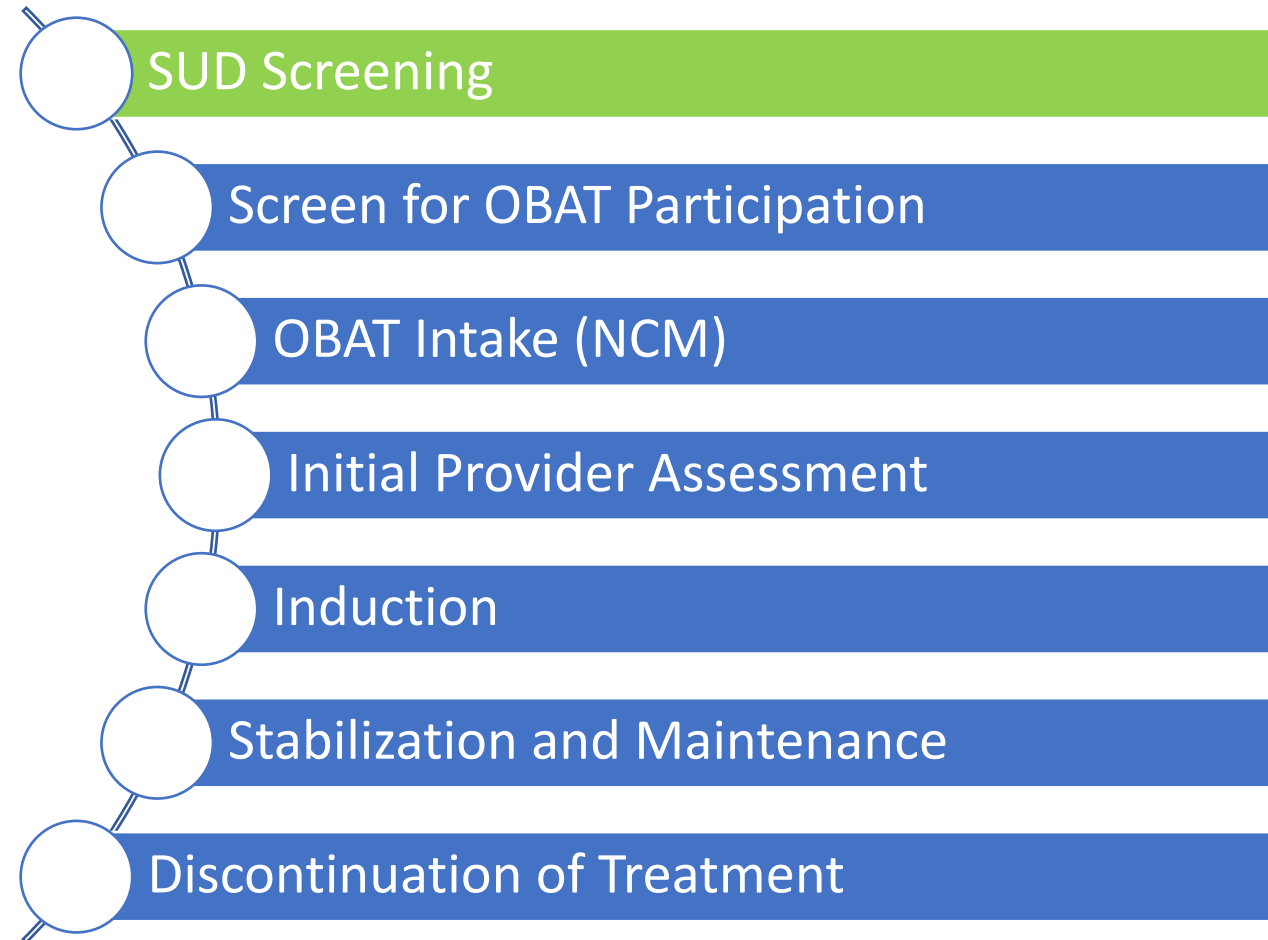 SUD Screening
Screen for OBAT Participation
OBAT Intake (NCM)
Initial Provider Assessment
Induction
Stabilization and Maintenance
Discontinuation of Treatment